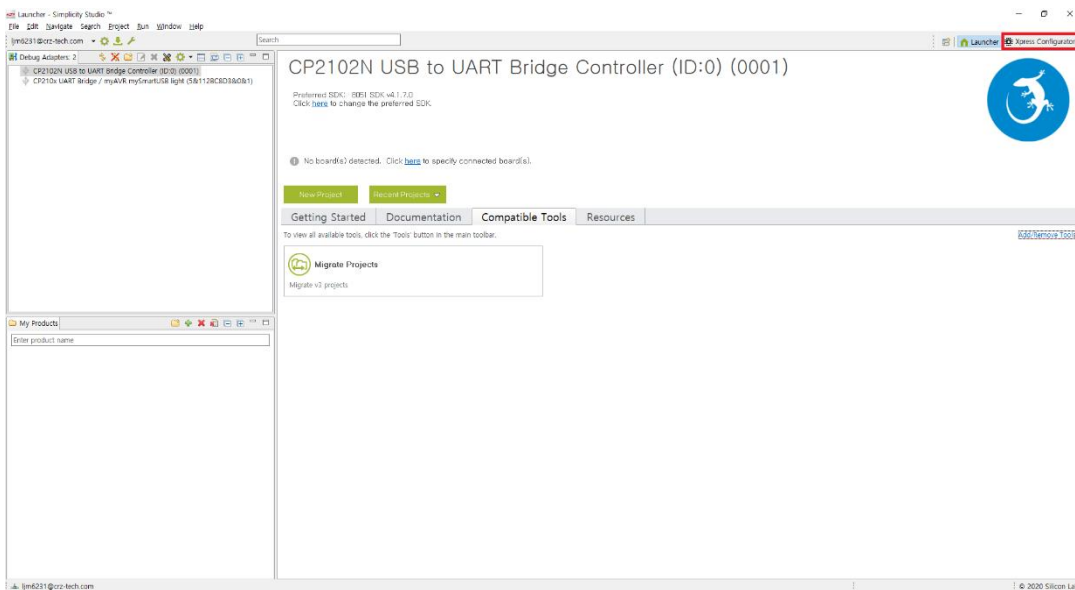 Launcher - Simplicity Studio ™
File Edit Navigate Search Project Run Window Help
ljm6231@crz-tech.com
Search
Launcher
Xpress Configurator
Debug Adapters: 2
CP2102N USB to UART Bridge Controller (ID:0) (0001)
CP210x UART Bridge / myAVR mySmartUSB light (5&112BC8D3&0&1)
CP2102N USB to UART Bridge Controller (ID:0) (0001)
Preferred SDK: 8051 SDK v4.1.7.0
Click here to change the preferred SDK.
No board(s) detected. Click here to specify connected board(s).
New Project
Recent Projects
Getting Started
Documentation
Compatible Tools
Resources
To view all available tools, click the 'Tools' button in the main toolbar.
Add/Remove Tools
Migrate Projects
Migrate v3 projects
My Products
Enter product name
ljm6231@crz-tech.com
© 2020 Silicon La